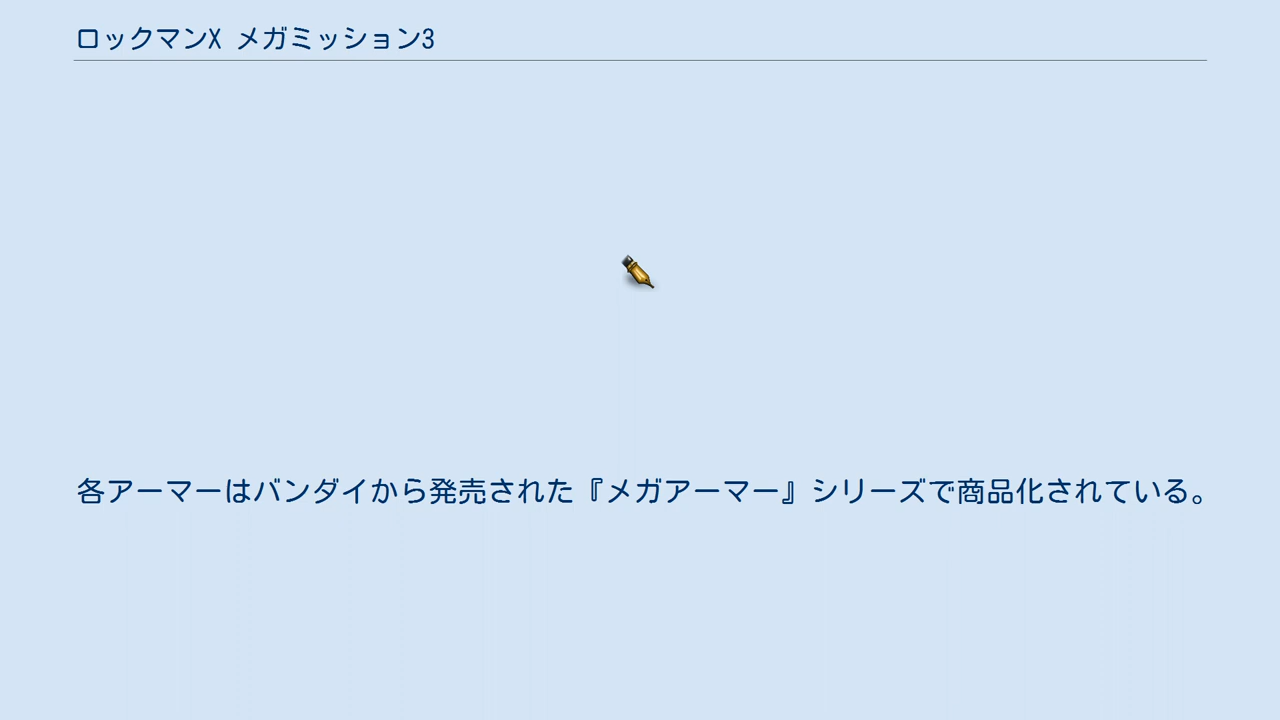 ロックマンX メガミッション3
各アーマーはバンダイから発売された『メガアーマー』シリーズで商品化されている。